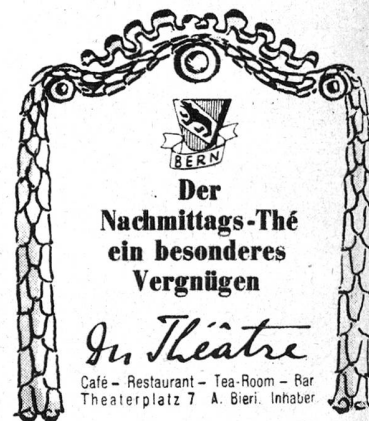 BERN
Der
Nachmittags-Thé
ein besonderes
Vergnügen
Du Théâtre
Café – Restaurant – Tea-Room – Bar
Theaterplatz 7 A. Bieri, Inhaber